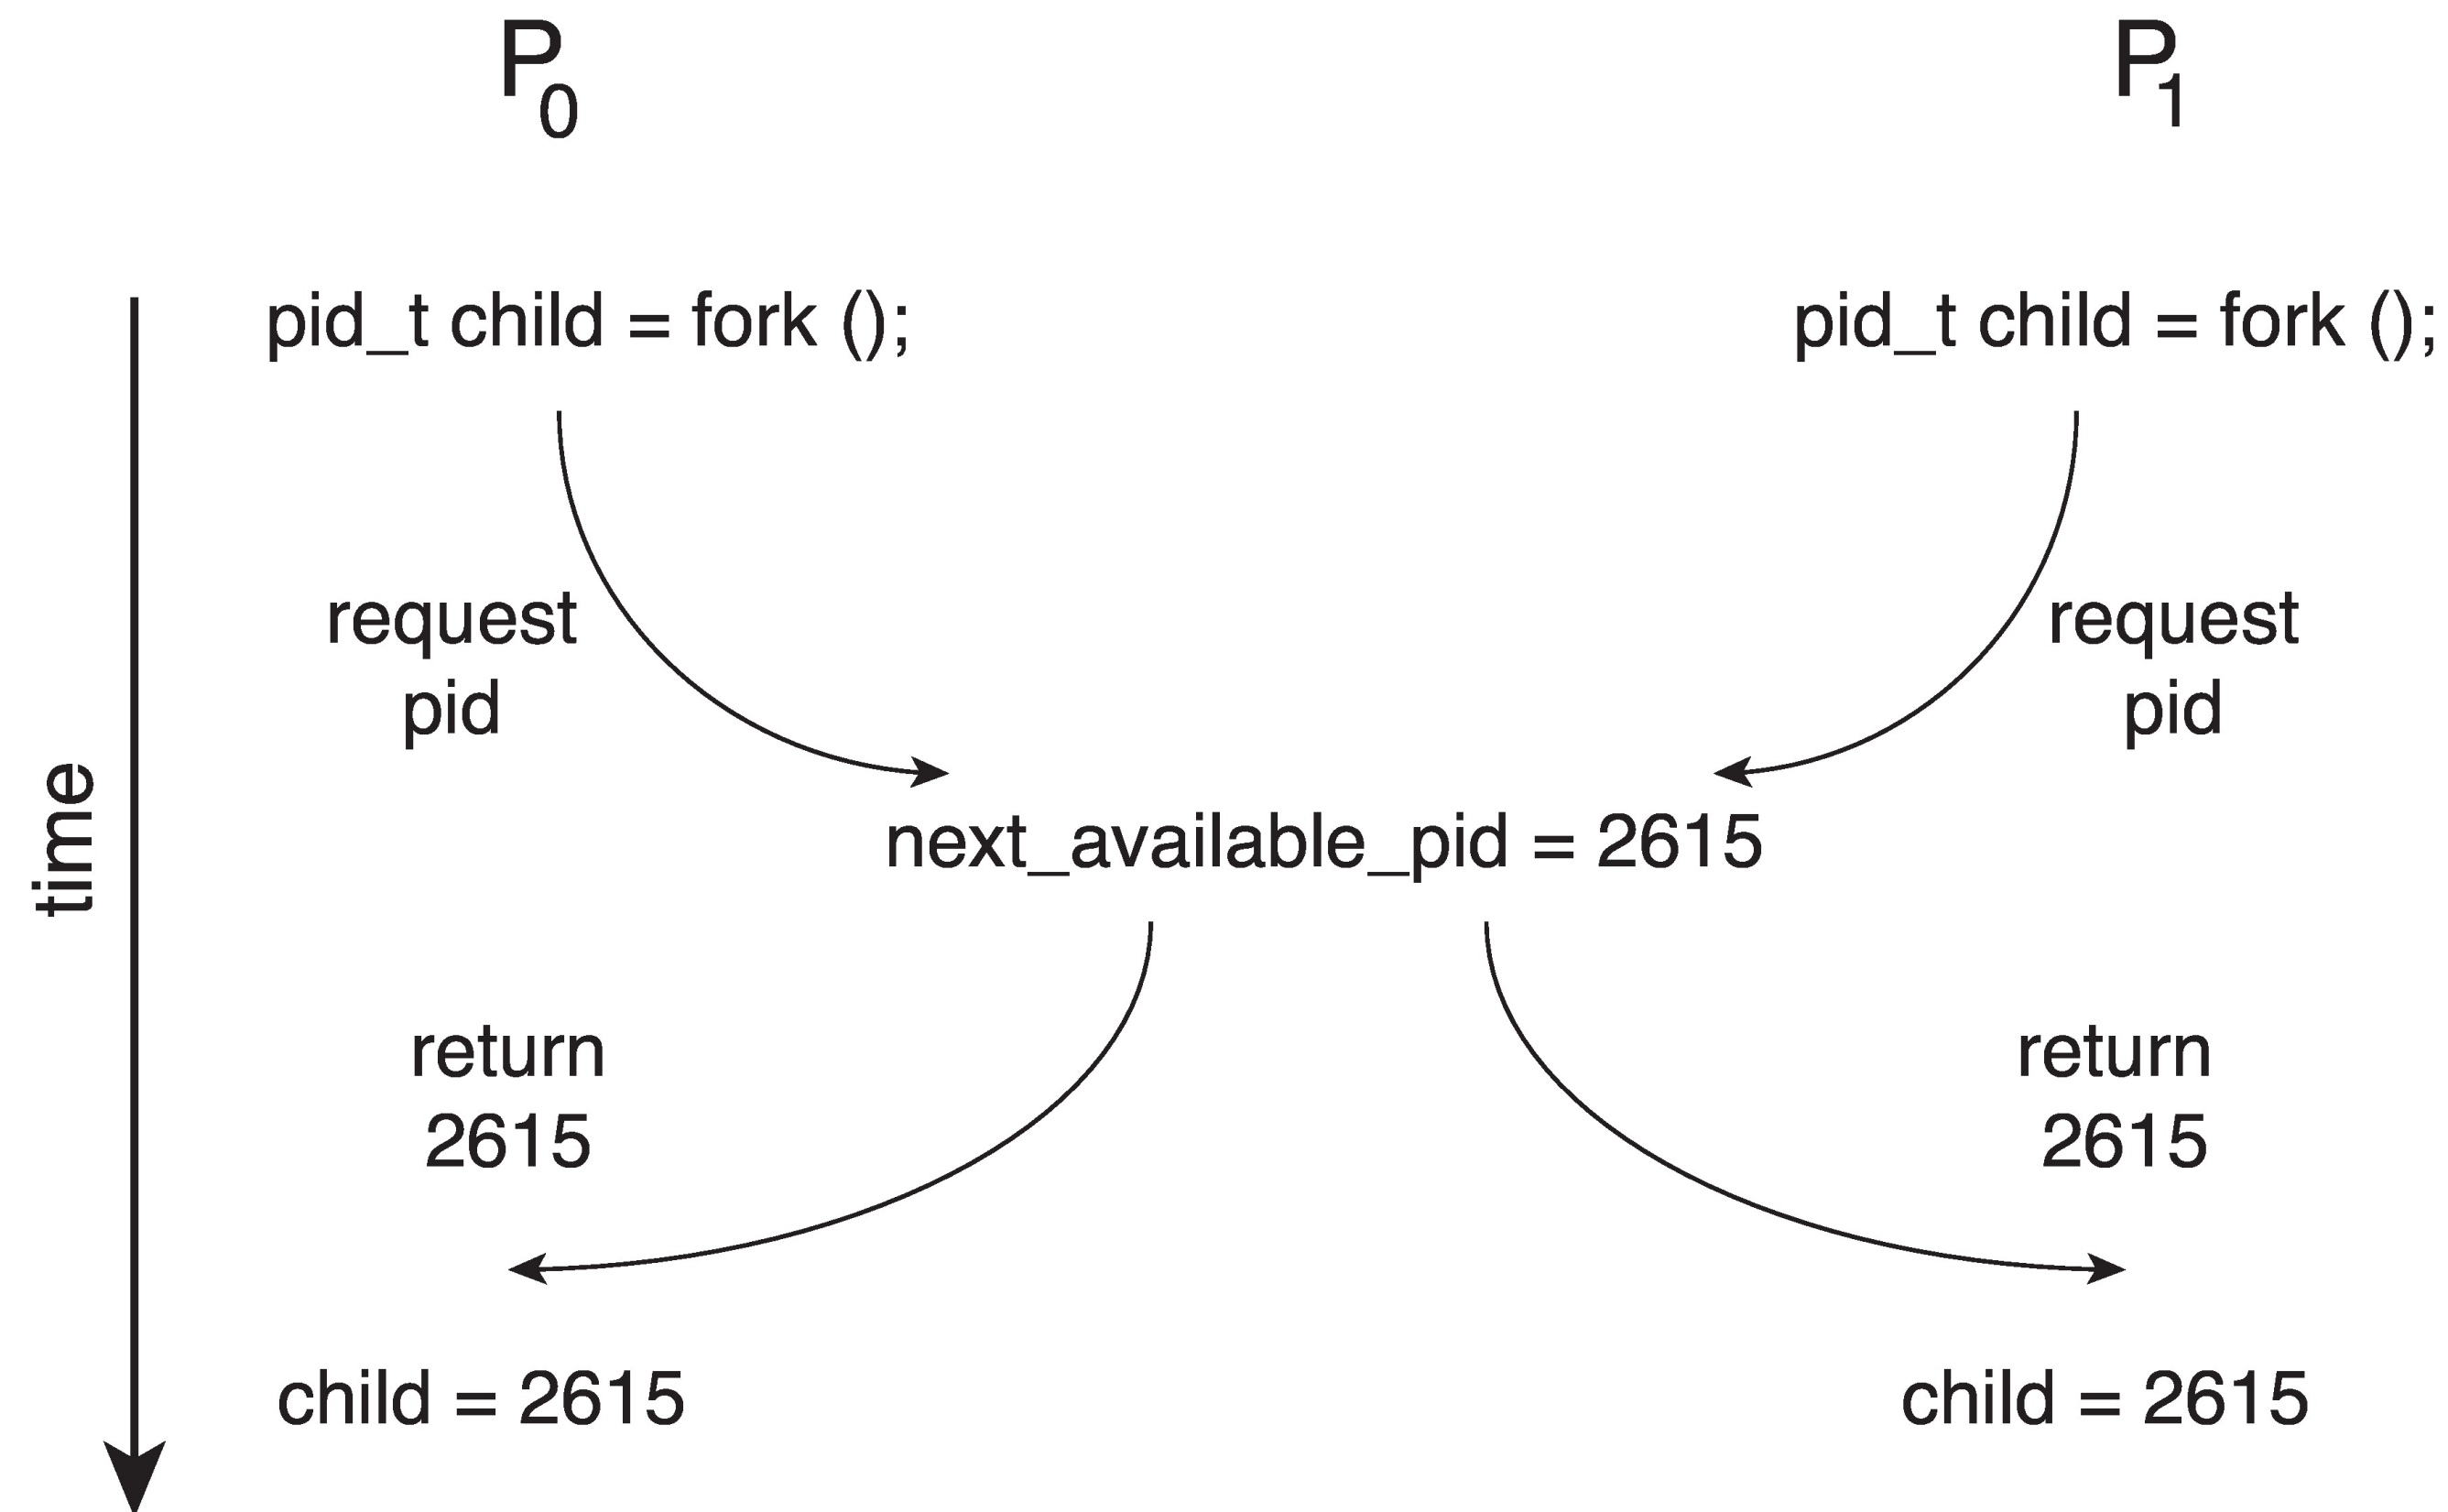 P0
P1
pid_t child = fork ();
pid_t child = fork ();
request
pid
request
pid
time
next_available_pid = 2615
return
2615
return
2615
child = 2615
child = 2615